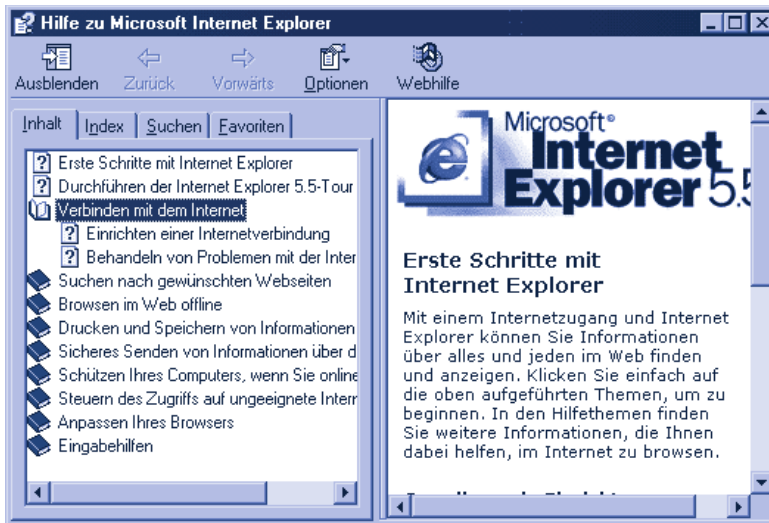 Hilfe zu Microsoft Internet Explorer
Ausblenden Zurück Vorwärts Optionen Webhilfe
Inhalt Index Suchen Favoriten
Erste Schritte mit Internet Explorer
Durchführen der Internet Explorer 5.5-Tour
Verbinden mit dem Internet
Einrichten einer Internetverbindung
Behandeln von Problemen mit der Inter
Suchen nach gewünschten Webseiten
Browsen im Web offline
Drucken und Speichern von Informationen
Sicheres Senden von Informationen über d
Schützen Ihres Computers, wenn Sie online
Steuern des Zugriffs auf ungeeignete Intern
Anpassen Ihres Browsers
Eingabehilfen
Microsoft®
Internet
Explorer 5.5
Erste Schritte mit
Internet Explorer
Mit einem Internetzugang und Internet
Explorer können Sie Informationen
über alles und jeden im Web finden
und anzeigen. Klicken Sie einfach auf
die oben aufgeführten Themen, um zu
beginnen. In den Hilfethemen finden
Sie weitere Informationen, die Ihnen
dabei helfen, im Internet zu browsen.